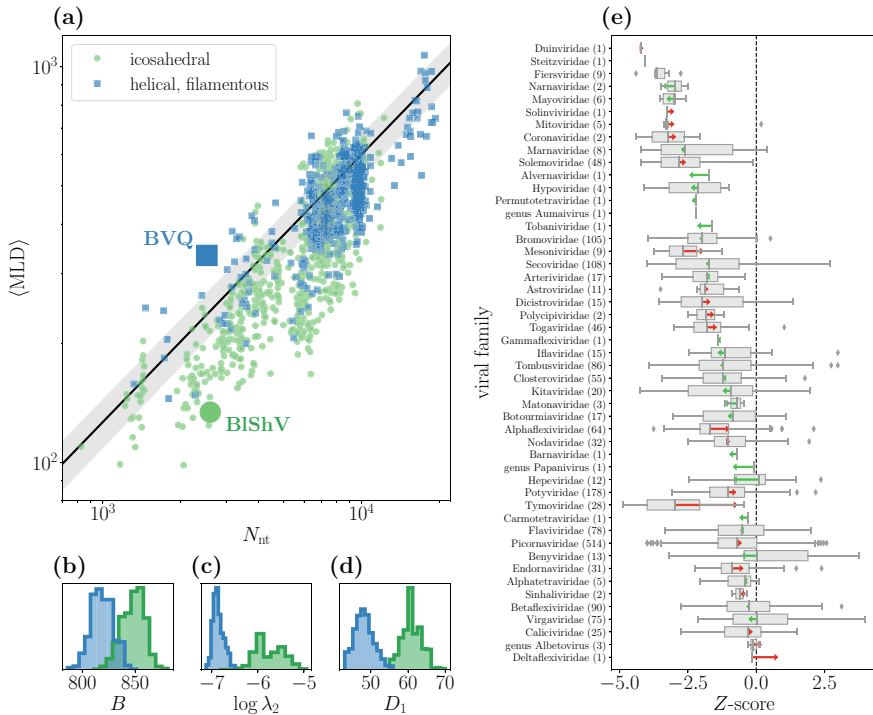 (a)
icosahedral
helical, filamentous
BVQ
BlShV
10³
10²
⟨MLD⟩
10³
10⁴
N_nt
(b)
800
850
B
(c)
−7
−6
−5
log λ₂
(d)
50
60
70
D₁
(e)
viral family
Duinviridae (1)
Steitzviridae (1)
Fiersviridae (9)
Narnaviridae (2)
Mayoviridae (6)
Solinviridae (1)
Mitoviridae (5)
Coronaviridae (2)
Marnaviridae (8)
Solemoviridae (48)
Alvernaviridae (1)
Hypoviridae (4)
Permutotetraviridae (1)
genus Aumaivirus (1)
Tobaniviridae (1)
Bromoviridae (105)
Mesoniviridae (9)
Secoviridae (108)
Arteriviridae (17)
Astroviridae (11)
Dicistroviridae (15)
Polycipiviridae (2)
Togaviridae (46)
Gammaflexiviridae (1)
Iflaviridae (15)
Tombusviridae (86)
Closteroviridae (55)
Kitaviridae (20)
Matonaviridae (3)
Botourmiaviridae (17)
Alphaflexiviridae (64)
Nodaviridae (32)
Barnaviridae (1)
genus Papanivirus (1)
Hepeviridae (12)
Potyviridae (178)
Tymoviridae (28)
Carmotetraviridae (1)
Flaviviridae (78)
Picornaviridae (514)
Benyviridae (13)
Endornaviridae (31)
Alphatetraviridae (5)
Sinhaliviridae (2)
Betaflexiviridae (90)
Virgaviridae (75)
Caliciviridae (25)
genus Albetovirus (3)
Deltaflexiviridae (1)
−5.0
−2.5
0.0
2.5
Z-score